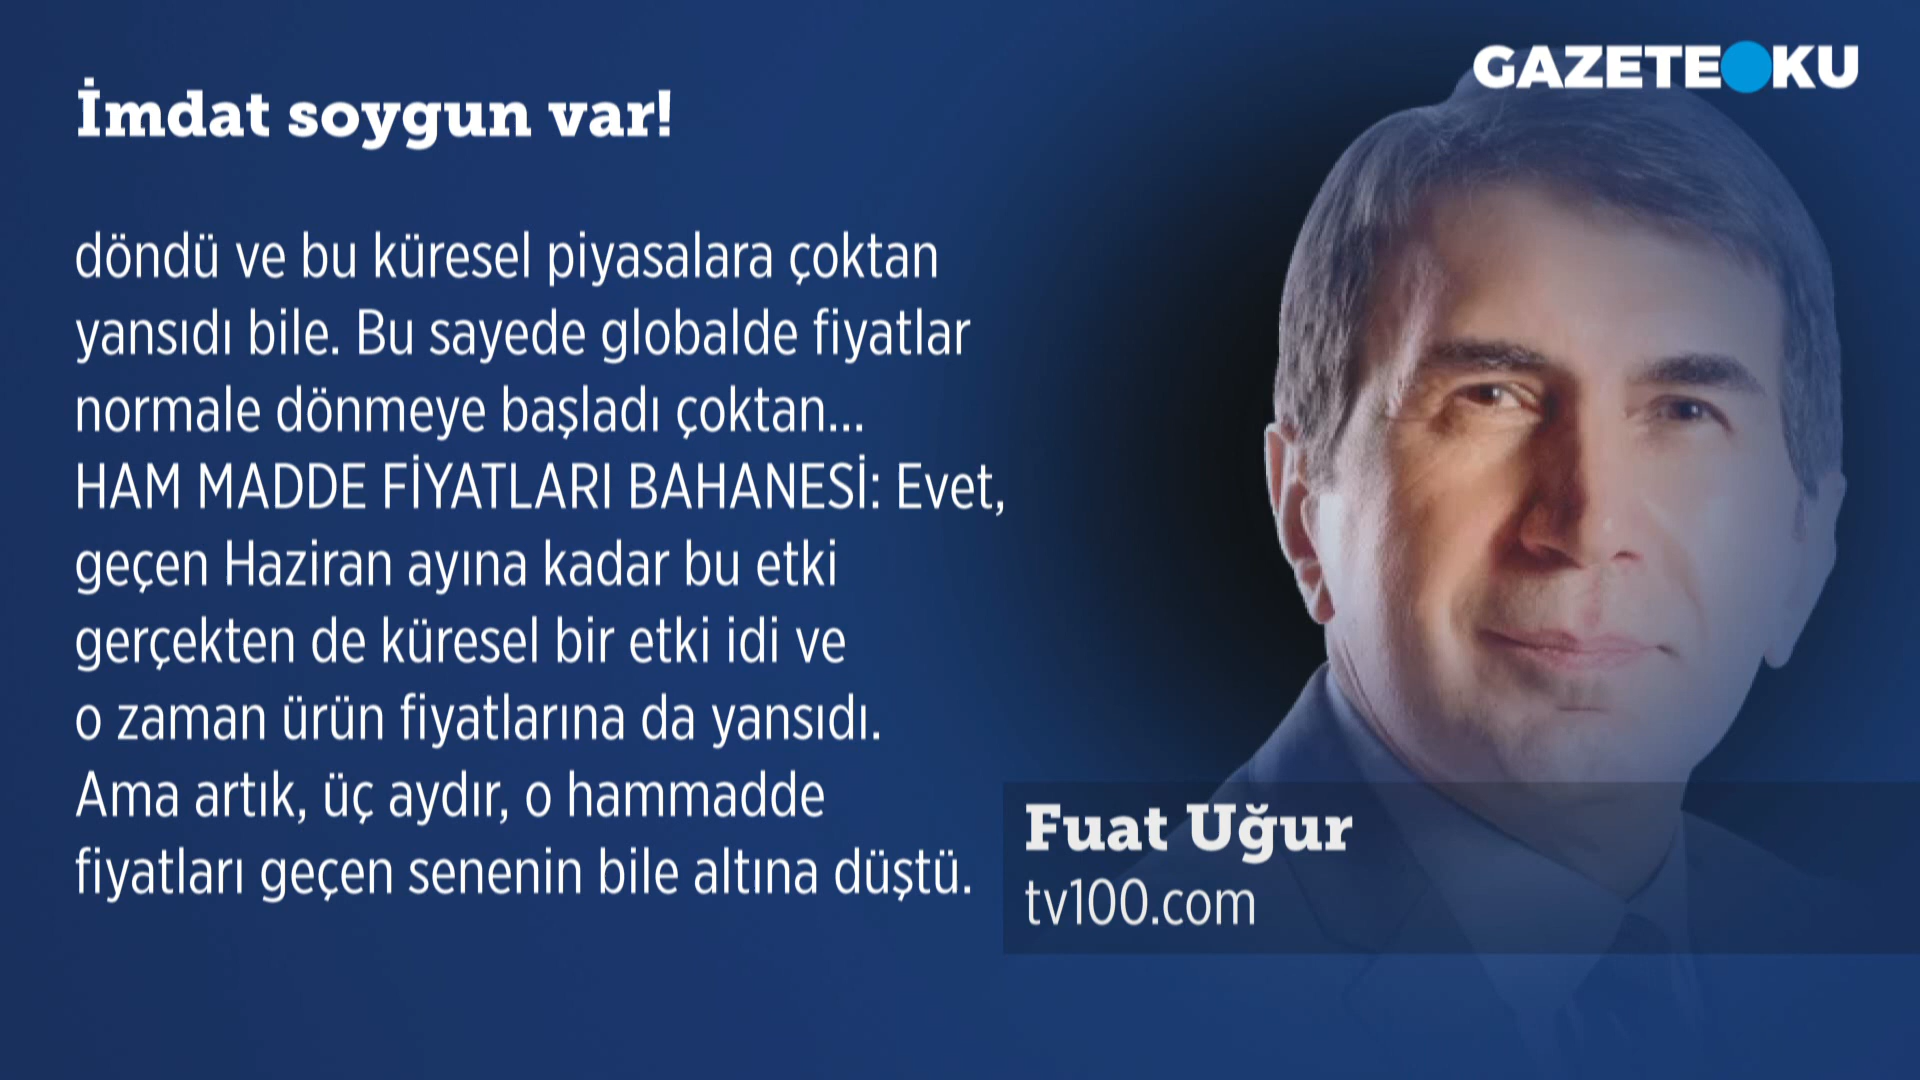 GAZETEOKU
İmdat soygun var!
döndü ve bu küresel piyasalara çoktan
yansıdı bile. Bu sayede globalde fiyatlar
normale dönmeye başladı çoktan...
HAM MADDE FİYATLARI BAHANESİ: Evet,
geçen Haziran ayına kadar bu etki
gerçekten de küresel bir etki idi ve
o zaman ürün fiyatlarına da yansıdı.
Ama artık, üç aydır, o hammadde
fiyatları geçen senenin bile altına düştü.
Fuat Uğur
tv100.com